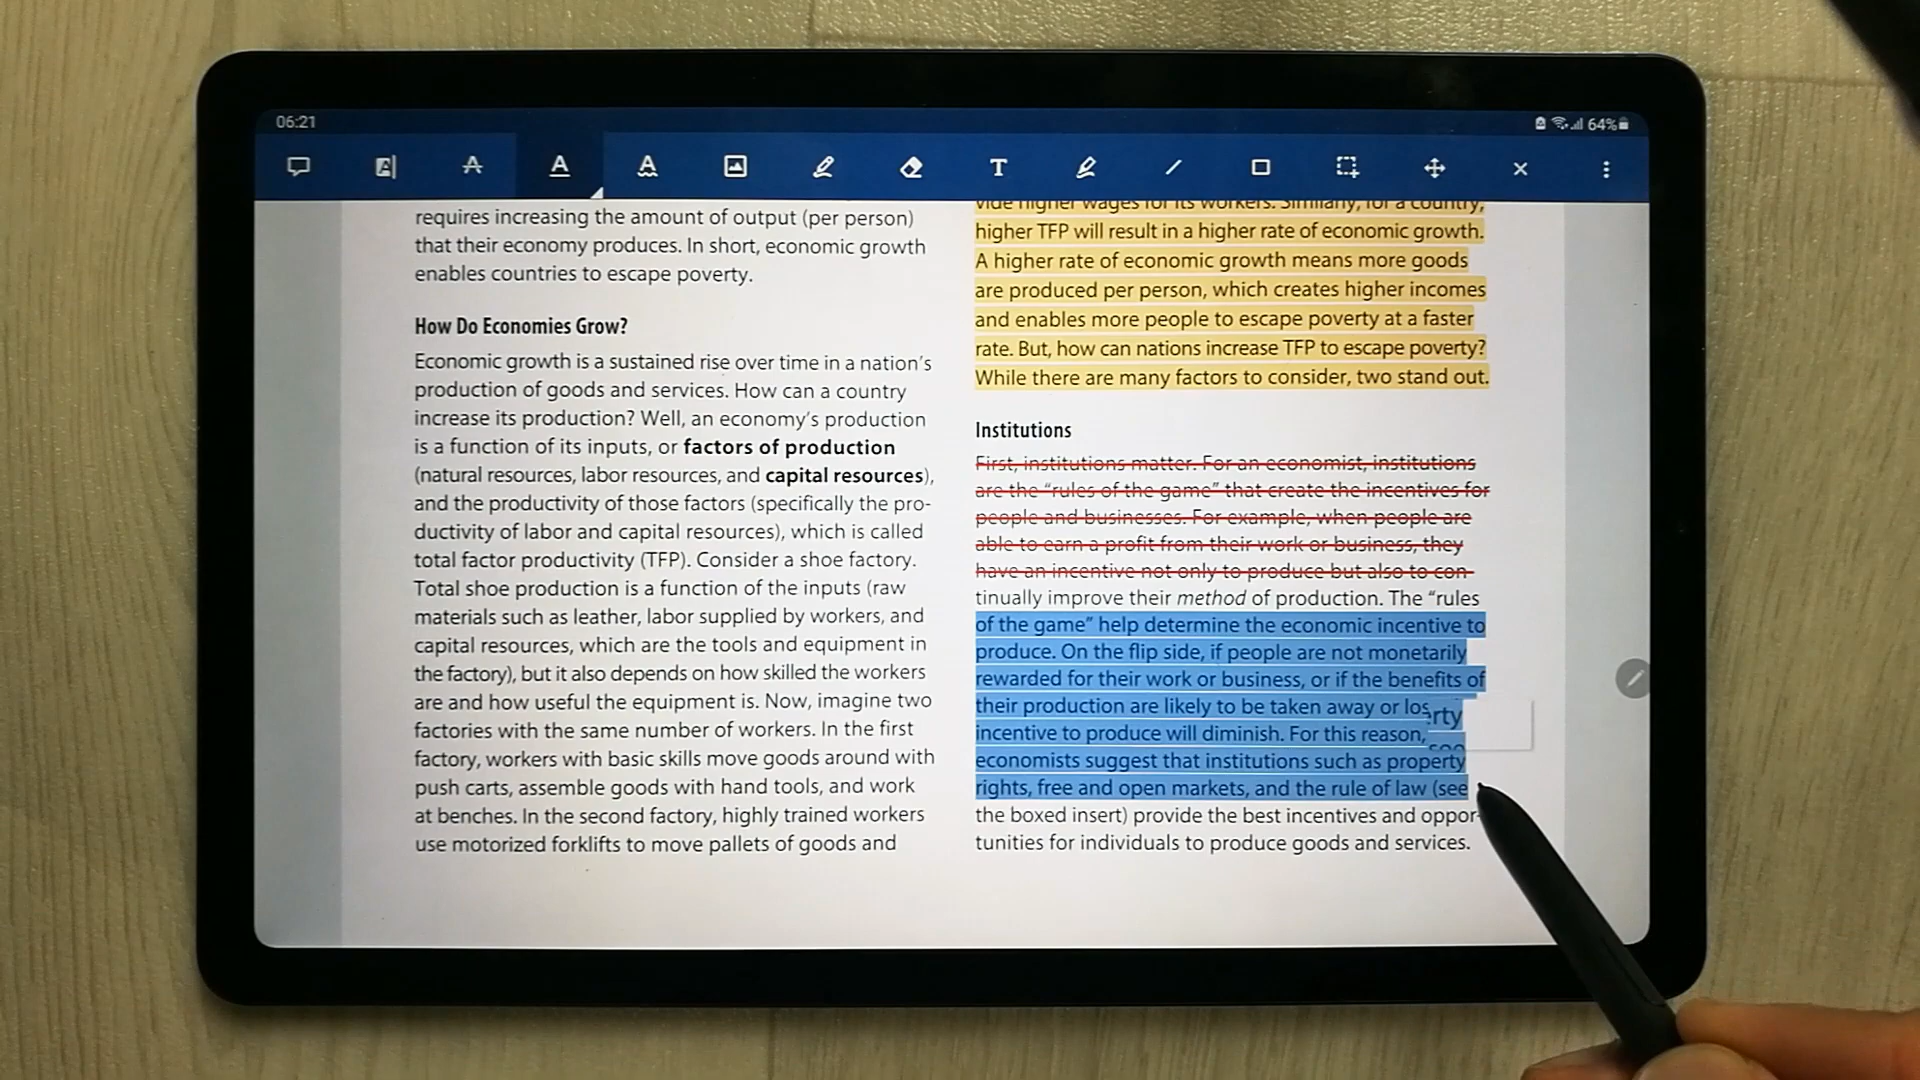 06:21
64%
T
requires increasing the amount of output (per person)
that their economy produces. In short, economic growth
enables countries to escape poverty.
How Do Economies Grow?
Economic growth is a sustained rise over time in a nation’s
production of goods and services. How can a country
increase its production? Well, an economy’s production
is a function of its inputs, or factors of production
(natural resources, labor resources, and capital resources),
and the productivity of those factors (specifically the pro-
ductivity of labor and capital resources), which is called
total factor productivity (TFP). Consider a shoe factory.
Total shoe production is a function of the inputs (raw
materials such as leather, labor supplied by workers, and
capital resources, which are the tools and equipment in
the factory), but it also depends on how skilled the workers
are and how useful the equipment is. Now, imagine two
factories with the same number of workers. In the first
factory, workers with basic skills move goods around with
push carts, assemble goods with hand tools, and work
at benches. In the second factory, highly trained workers
use motorized forklifts to move pallets of goods and
vide higher wages for its workers. Similarly, for a country,
higher TFP will result in a higher rate of economic growth.
A higher rate of economic growth means more goods
are produced per person, which creates higher incomes
and enables more people to escape poverty at a faster
rate. But, how can nations increase TFP to escape poverty?
While there are many factors to consider, two stand out.
Institutions
First, institutions matter. For an economist, institutions
are the “rules of the game” that create the incentives for
people and businesses. For example, when people are
able to earn a profit from their work or business, they
have an incentive not only to produce but also to con-
tinually improve their method of production. The “rules
of the game” help determine the economic incentive to
produce. On the flip side, if people are not monetarily
rewarded for their work or business, or if the benefits of
their production are likely to be taken away or los
incentive to produce will diminish. For this reason,
economists suggest that institutions such as property
rights, free and open markets, and the rule of law (see
the boxed insert) provide the best incentives and oppor-
tunities for individuals to produce goods and services.